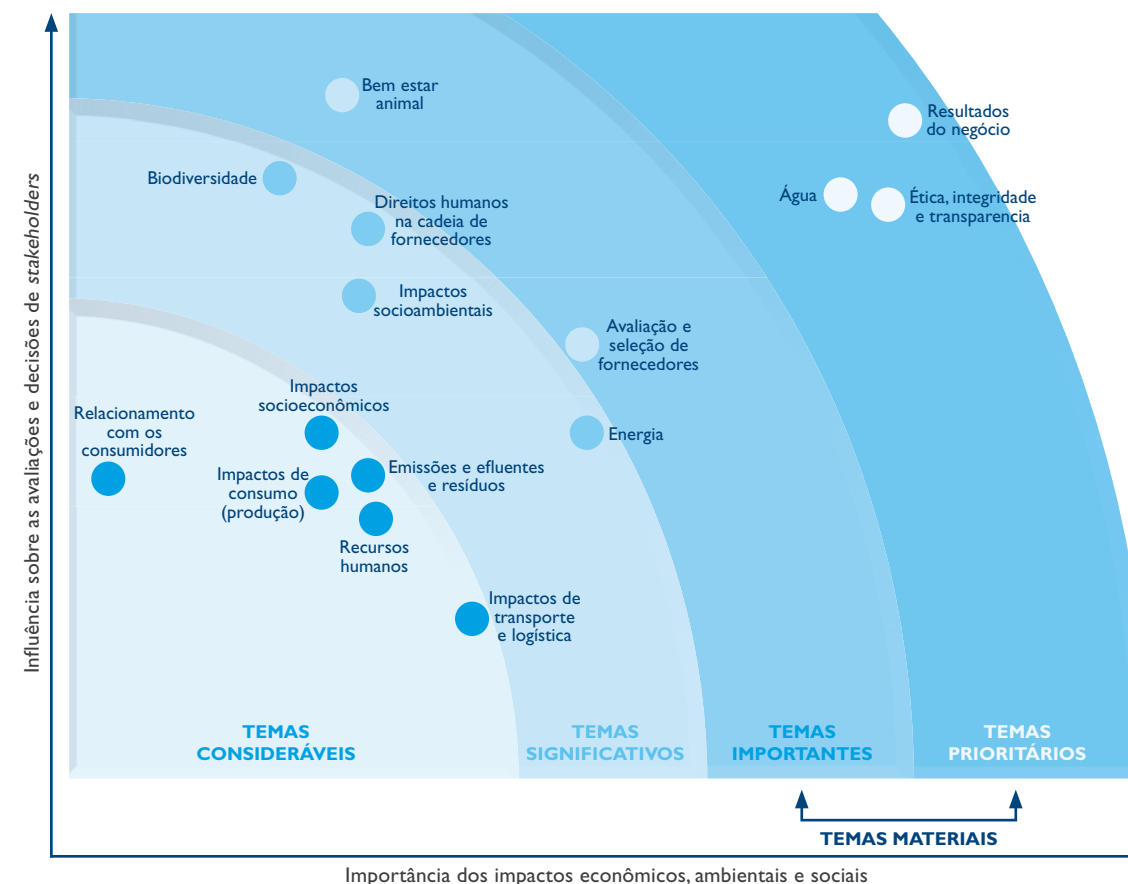 Influência sobre as avaliações e decisões de stakeholders
Bem estar
animal
Resultados
do negócio
Biodiversidade
Água
Ética, integridade
e transparencia
Direitos humanos
na cadeia de
fornecedores
Impactos
socioambientais
Avaliação e
seleção de
fornecedores
Impactos
socioeconômicos
Relacionamento
com os
consumidores
Energia
Impactos de
consumo
(produção)
Emissões e efluentes
e resíduos
Recursos
humanos
Impactos de
transporte
e logística
TEMAS
CONSIDERÁVEIS
TEMAS
SIGNIFICATIVOS
TEMAS
IMPORTANTES
TEMAS
PRIORITÁRIOS
TEMAS MATERIAIS
Importância dos impactos econômicos, ambientais e sociais